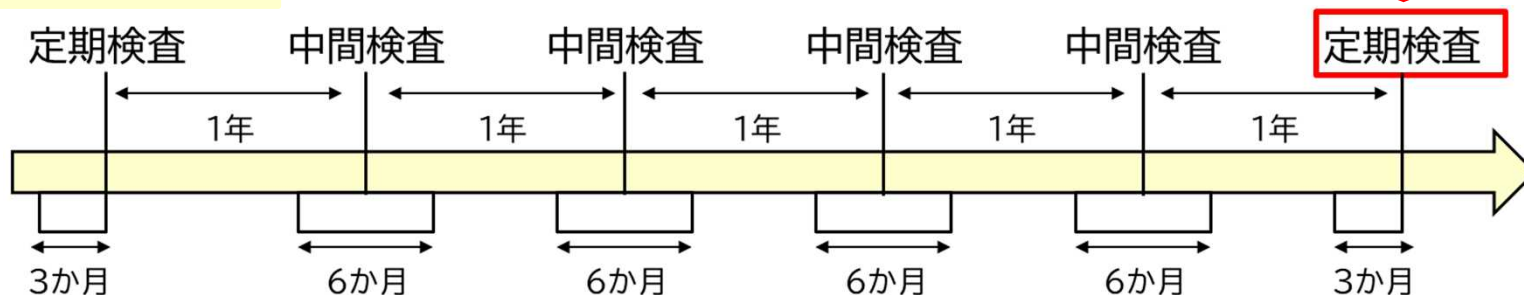 定期検査 中間検査 中間検査 中間検査 中間検査 定期検査
1年 1年 1年 1年 1年
3か月 6か月 6か月 6か月 6か月 3か月